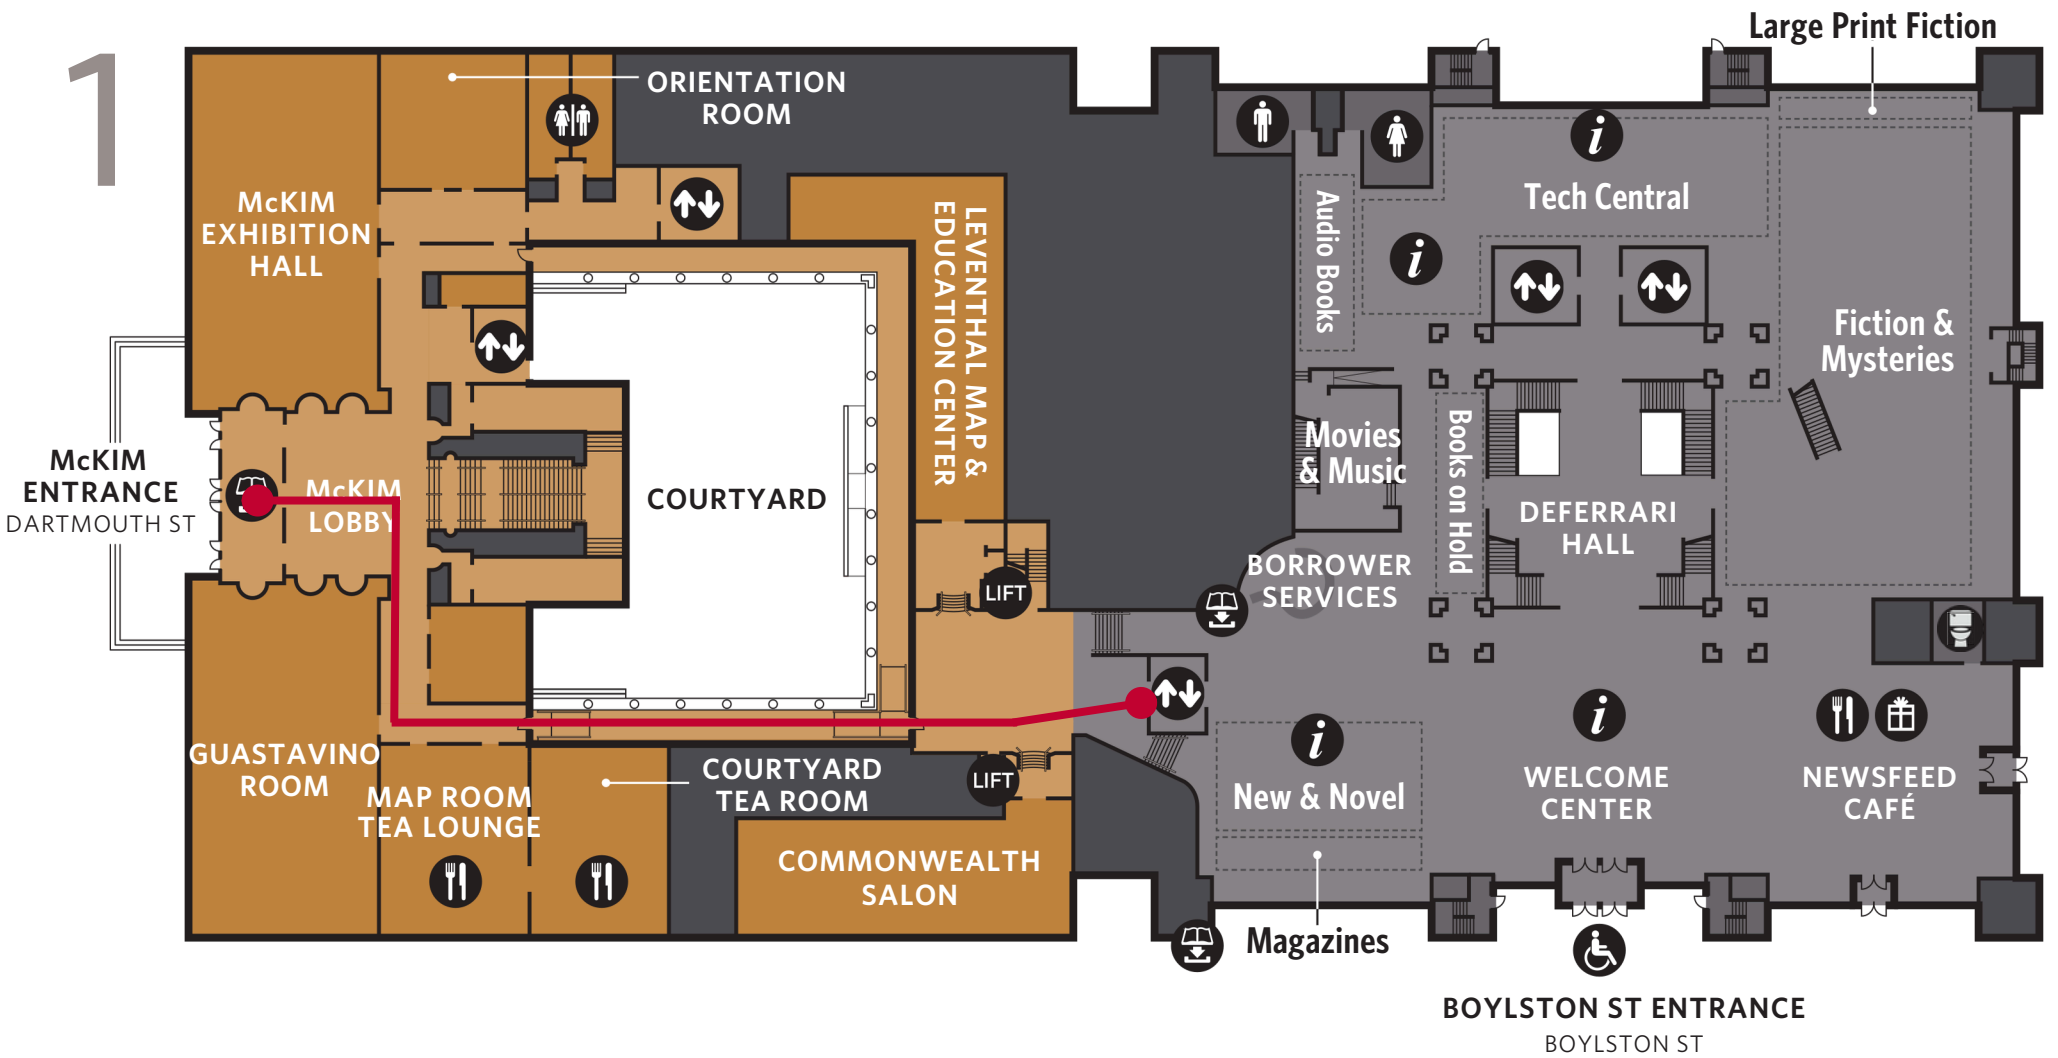 1
Large Print Fiction
ORIENTATION
ROOM
McKIM
EXHIBITION
HALL
LEVENTHAL MAP &
EDUCATION CENTER
Audio Books
Tech Central
i
i
Fiction &
Mysteries
McKIM
ENTRANCE
DARTMOUTH ST
McKIM
LOBBY
COURTYARD
Movies
& Music
Books on Hold
DEFERRARI
HALL
BORROWER
SERVICES
LIFT
GUASTAVINO
ROOM
MAP ROOM
TEA LOUNGE
COURTYARD
TEA ROOM
LIFT
COMMONWEALTH
SALON
i
New & Novel
Magazines
i
WELCOME
CENTER
NEWSFEED
CAFÉ
BOYLSTON ST ENTRANCE
BOYLSTON ST